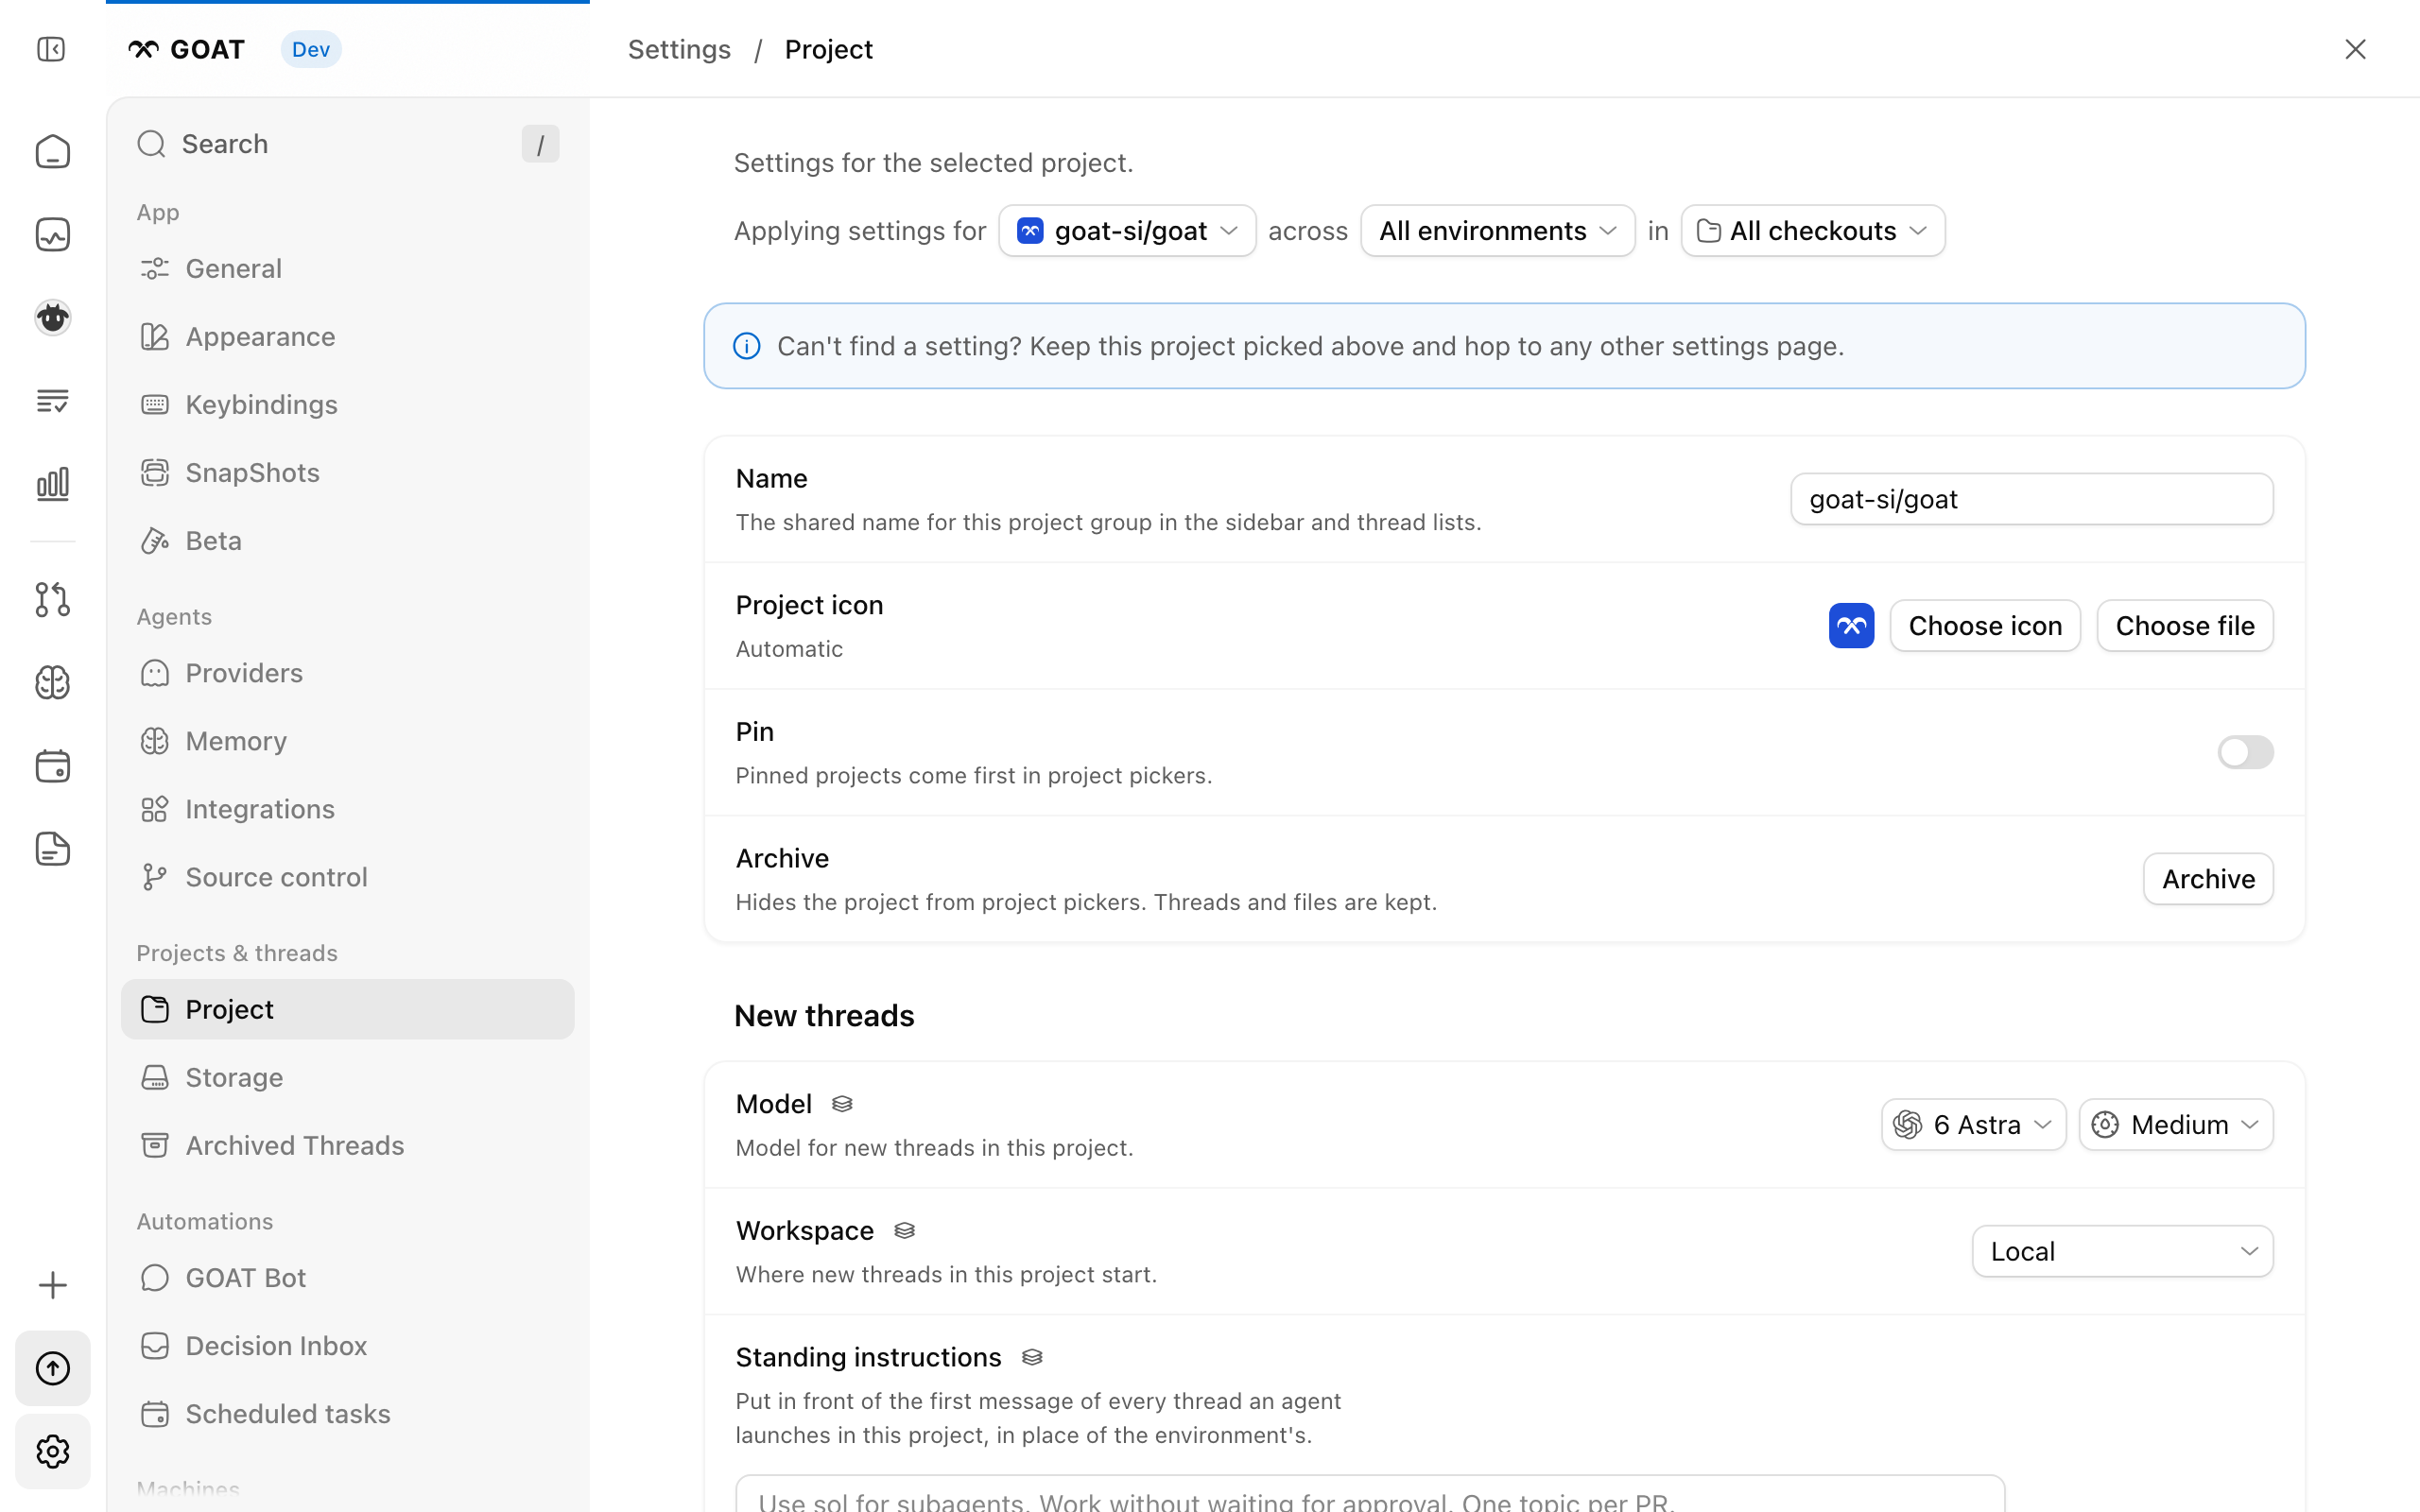 GOAT Dev
Settings / Project
Search /
App
General
Appearance
Keybindings
SnapShots
Beta
Agents
Providers
Memory
Integrations
Source control
Projects & threads
Project
Storage
Archived Threads
Automations
GOAT Bot
Decision Inbox
Scheduled tasks
Machines
Settings for the selected project.
Applying settings for goat-si/goat across All environments in All checkouts
Can't find a setting? Keep this project picked above and hop to any other settings page.
Name
The shared name for this project group in the sidebar and thread lists.
goat-si/goat
Project icon
Automatic
Choose icon
Choose file
Pin
Pinned projects come first in project pickers.
Archive
Hides the project from project pickers. Threads and files are kept.
Archive
New threads
Model
Model for new threads in this project.
6 Astra
Medium
Workspace
Where new threads in this project start.
Local
Standing instructions
Put in front of the first message of every thread an agent
launches in this project, in place of the environment's.
Use sol for subagents. Work without waiting for approval. One topic per PR.